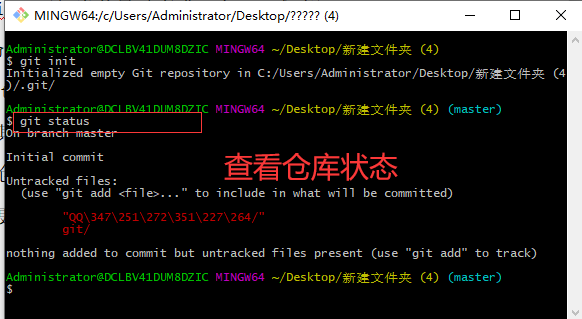 MINGW64:/c/Users/Administrator/Desktop/????? (4)
Administrator@DCLBV41DUM8DZIC MINGW64 ~/Desktop/新建文件夹 (4)
$ git init
Initialized empty Git repository in C:/Users/Administrator/Desktop/新建文件夹 (4
)/.git/
Administrator@DCLBV41DUM8DZIC MINGW64 ~/Desktop/新建文件夹 (4) (master)
$ git status
On branch master
Initial commit
查看仓库状态
Untracked files:
(use "git add <file>..." to include in what will be committed)
"QQ\347\251\272\351\227\264/"
git/
nothing added to commit but untracked files present (use "git add" to track)
Administrator@DCLBV41DUM8DZIC MINGW64 ~/Desktop/新建文件夹 (4) (master)
$